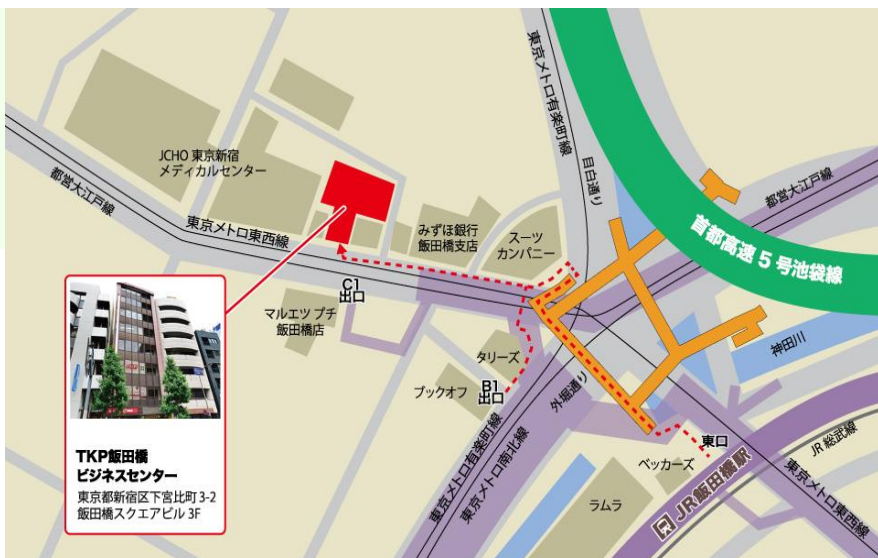 東京メトロ有楽町線
目白通り
都営大江戸線
首都高速5号池袋線
JCHO 東京新宿
メディカルセンター
都営大江戸線
東京メトロ東西線
みずほ銀行
飯田橋支店
スーツ
カンパニー
C1
出口
マルエツ プチ
飯田橋店
タリーズ
ブックオフ
B1
出口
外堀通り
神田川
東口
ベッカーズ
JR 総武線
JR飯田橋駅
ラムラ
東京メトロ有楽町線
東京メトロ南北線
東京メトロ東西線
TKP飯田橋
ビジネスセンター
東京都新宿区下宮比町 3-2
飯田橋スクエアビル 3F